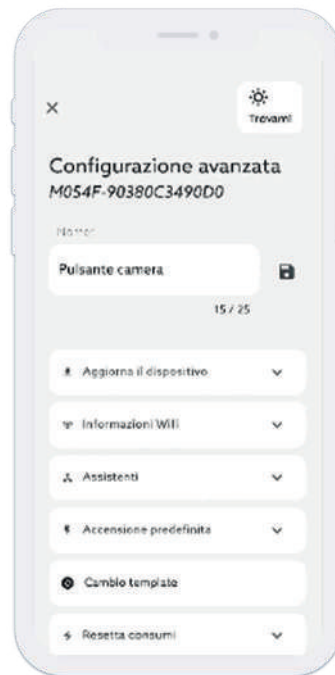 Trovami
Configurazione avanzata
M054F-90380C3490D0
Nome:
Pulsante camera
15 / 25
Aggiorna il dispositivo
Informazioni Wifi
Assistenti
Accensione predefinita
Cambio template
Resetta consumi